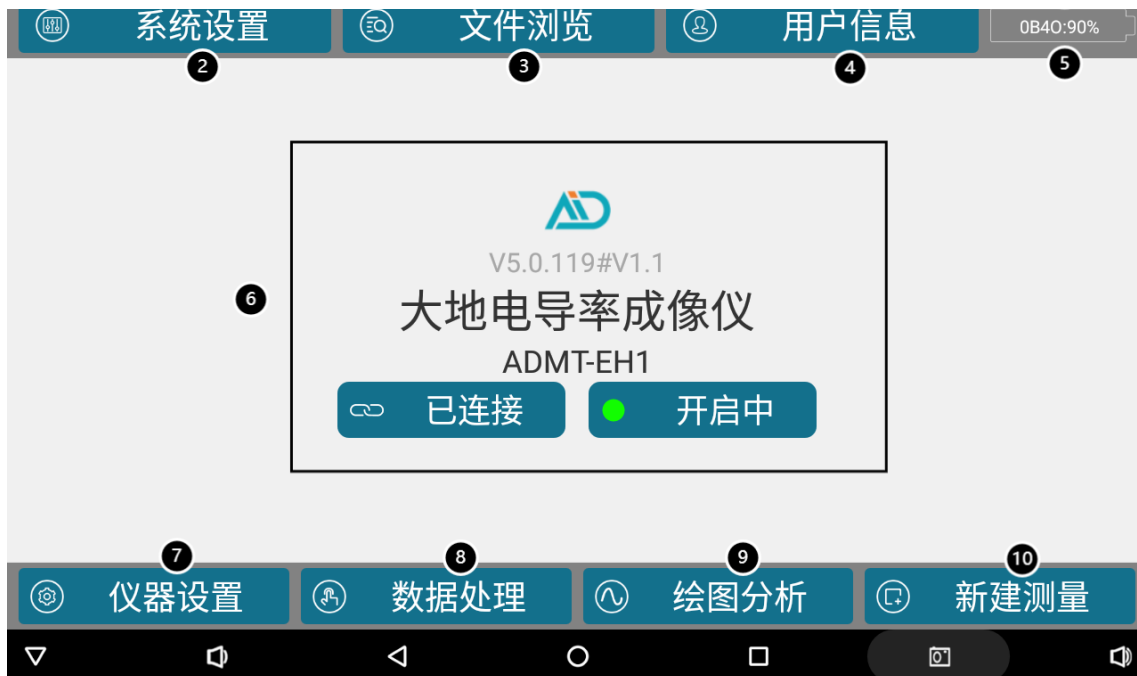 系统设置
文件浏览
用户信息
0B40:90%
2
3
4
5
6
V5.0.119#V1.1
大地电导率成像仪
ADMT-EH1
已连接
开启中
7
8
9
10
仪器设置
数据处理
绘图分析
新建测量